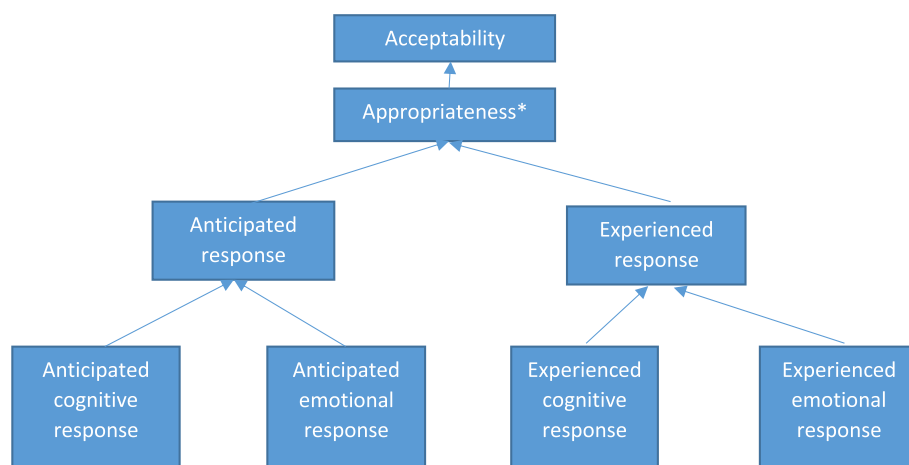 Acceptability
Appropriateness*
Anticipated
response
Experienced
response
Anticipated
cognitive
response
Anticipated
emotional
response
Experienced
cognitive
response
Experienced
emotional
response